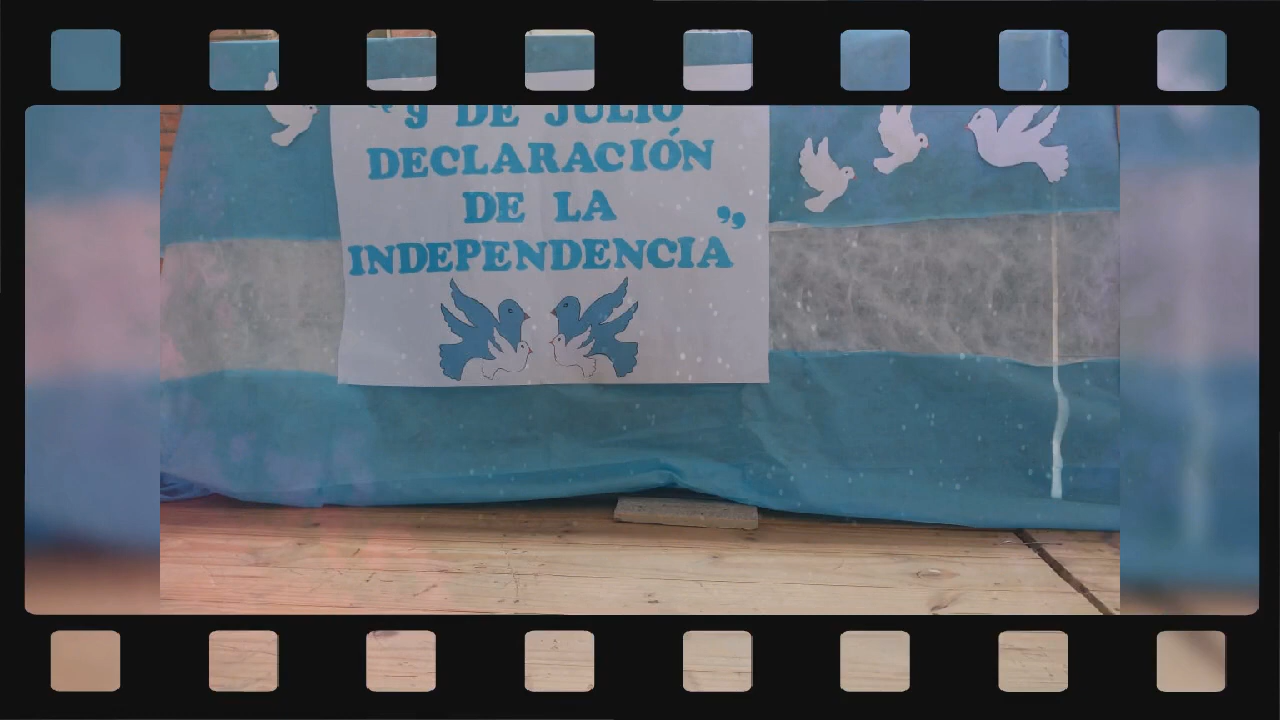 “9 DE JULIO
DECLARACIÓN
DE LA
INDEPENDENCIA”